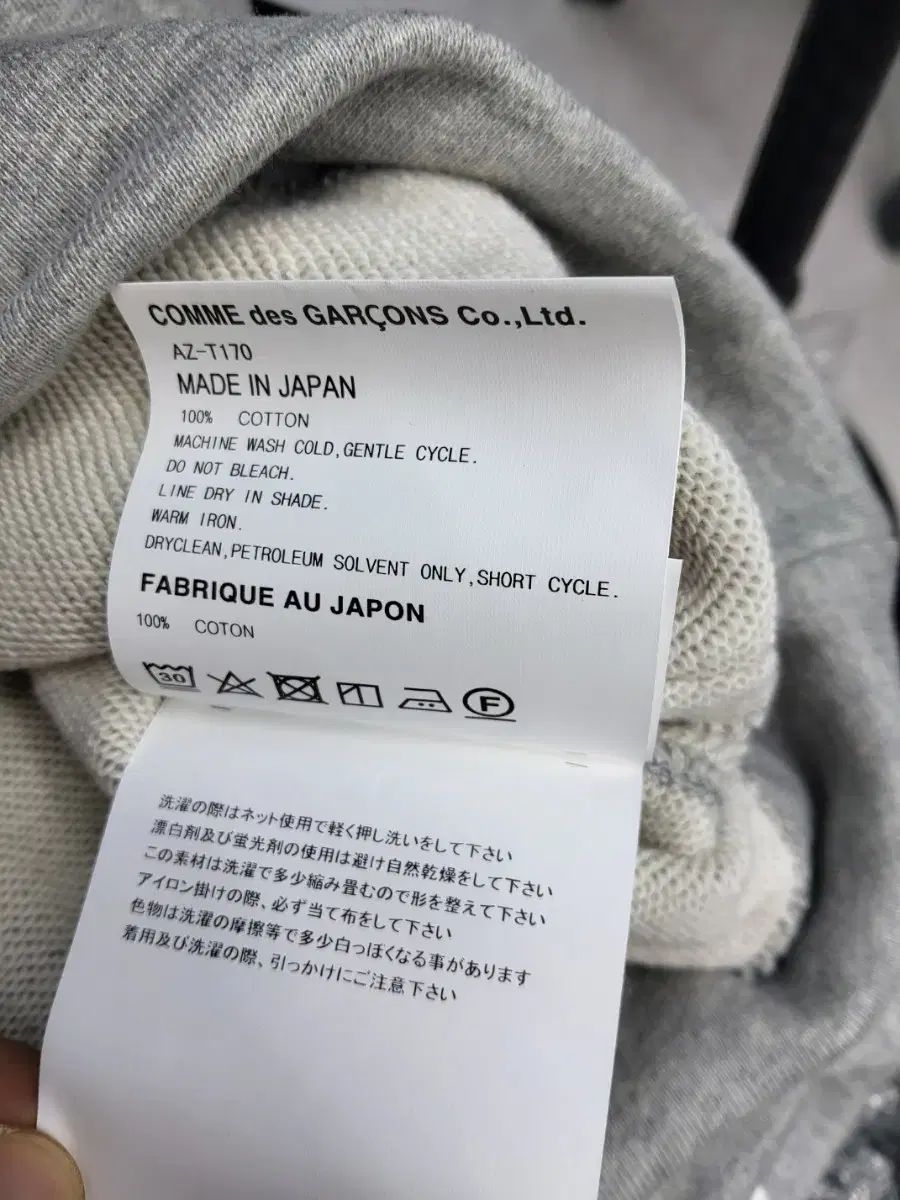 COMME des GARÇONS Co.,Ltd.
AZ-T170
MADE IN JAPAN
100% COTTON
MACHINE WASH COLD,GENTLE CYCLE.
DO NOT BLEACH.
LINE DRY IN SHADE.
WARM IRON.
DRYCLEAN,PETROLEUM SOLVENT ONLY,SHORT CYCLE.
FABRIQUE AU JAPON
100% COTON
30 F
洗濯の際はネット使用で軽く押し洗いをして下さい
漂白剤及び蛍光剤の使用は避け自然乾燥をして下さい
この素材は洗濯で多少縮み畳むので形を整えて下さい
アイロン掛けの際、必ず当て布をして下さい
色物は洗濯の摩擦等で多少白っぽくなる事があります
着用及び洗濯の際、引っかけにご注意下さい